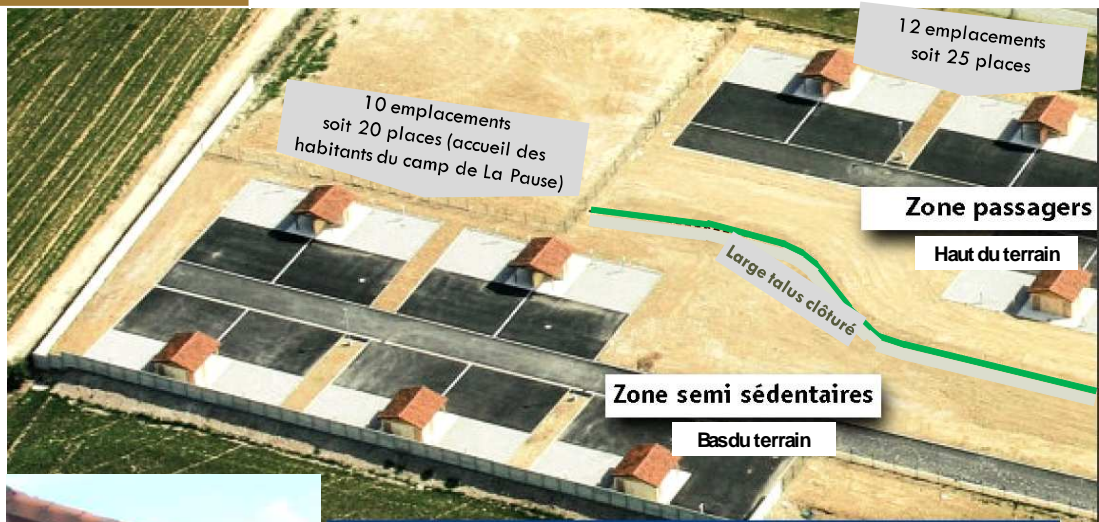 12 emplacements
soit 25 places
10 emplacements
soit 20 places (accueil des
habitants du camp de La Pause)
Zone passagers
Haut du terrain
Large talus clôturé
Zone semi sédentaires
Basdu terrain